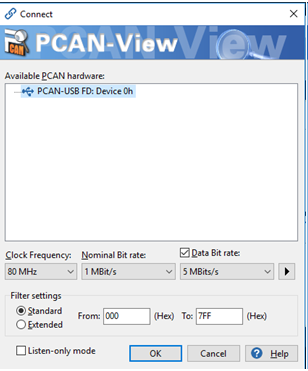 Connect
CAN PCAN-View
Available PCAN hardware:
PCAN-USB FD: Device 0h
Clock Frequency: Nominal Bit rate: Data Bit rate:
80 MHz 1 MBit/s 5 MBits/s
Filter settings
Standard From: 000 (Hex) To: 7FF (Hex)
Extended
Listen-only mode OK Cancel Help